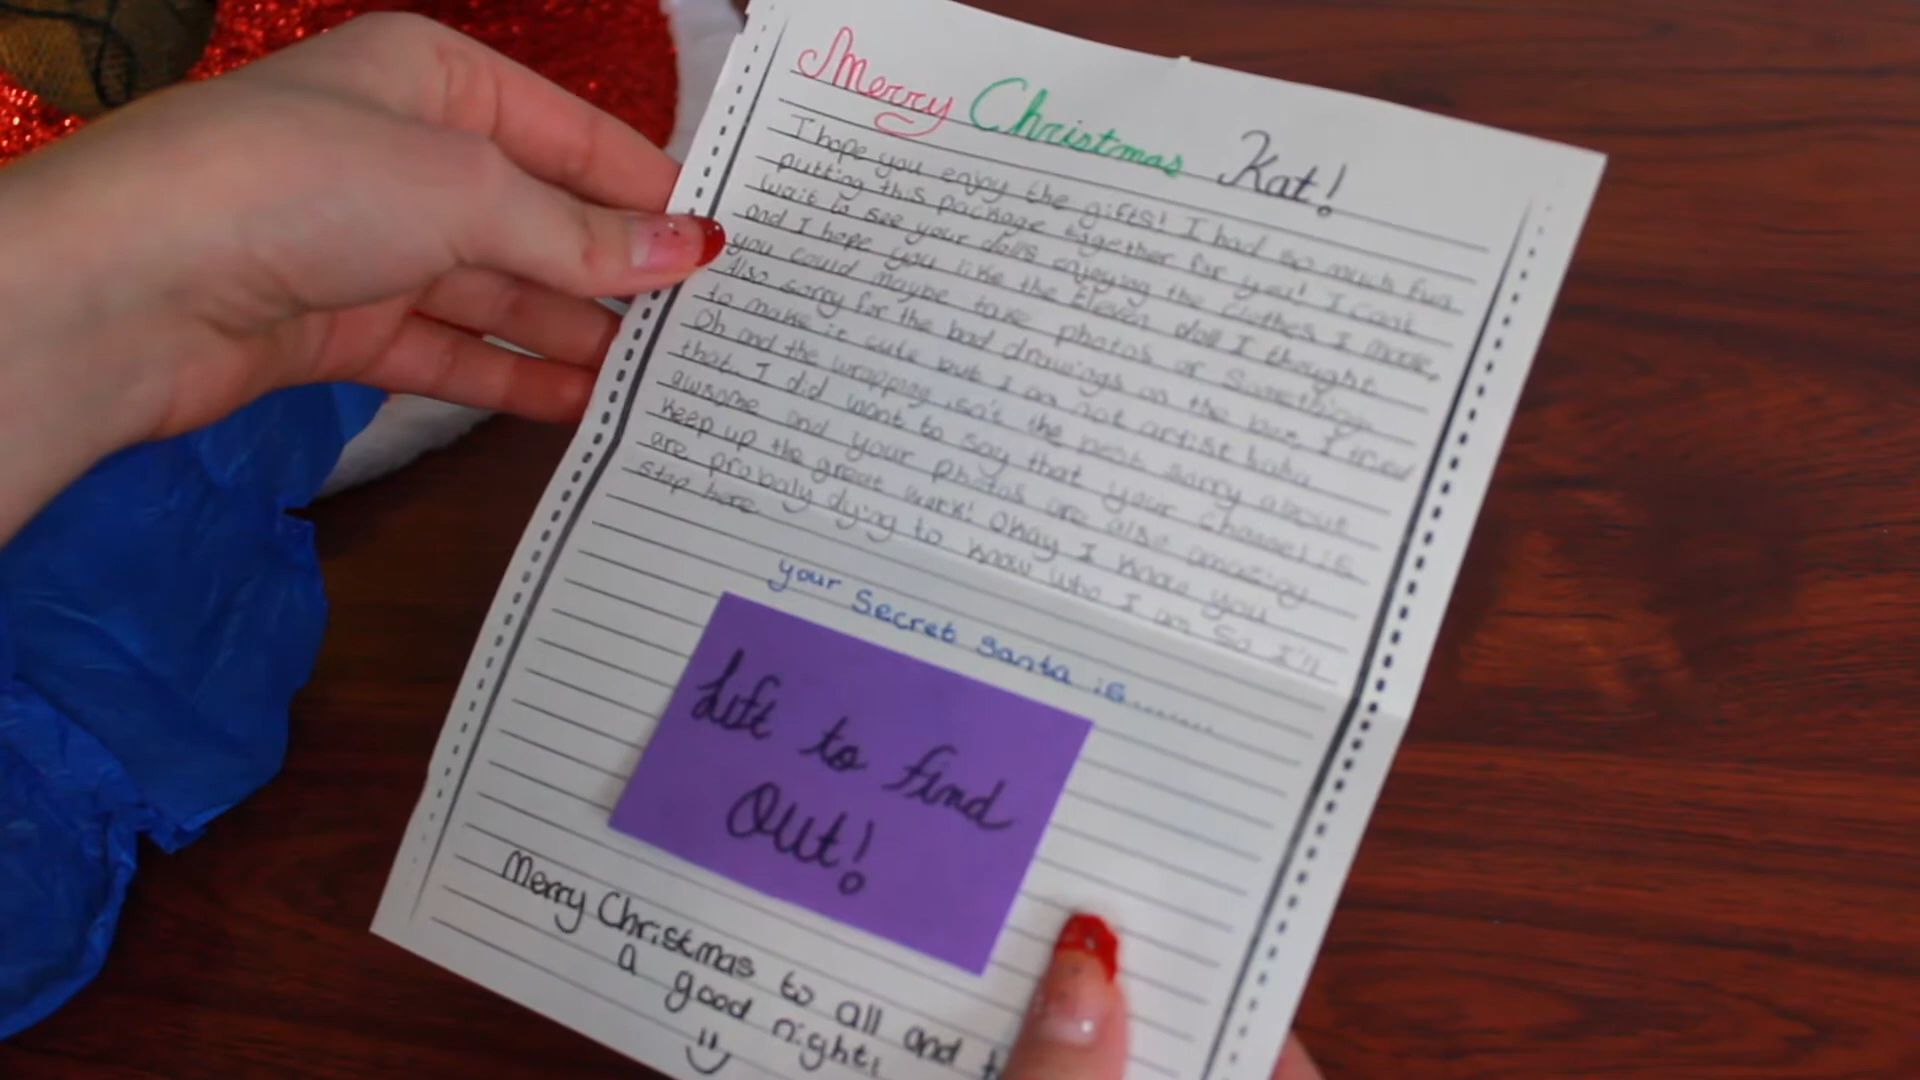 Merry Christmas Kat!
I hope you enjoy the gifts! I had so much fun
putting this package together for you! I can't
wait to see your dolls enjoying the clothes I made,
and I hope you like the Eleven doll I thought
you could maybe take photos or something.
Also sorry for the bad drawings on the box I tried
to make it cute but I am not artist haha
Oh and the wrapping isn't the best sorry about
that. I did want to say that your channel is
awsome and your photos are also amazing
keep up the great work! Okay I know you
are probaly dying to know who I am So I'll
stop here
your Secret Santa is.......
Lift to find
Out!
Merry Christmas to all and t
a good night!